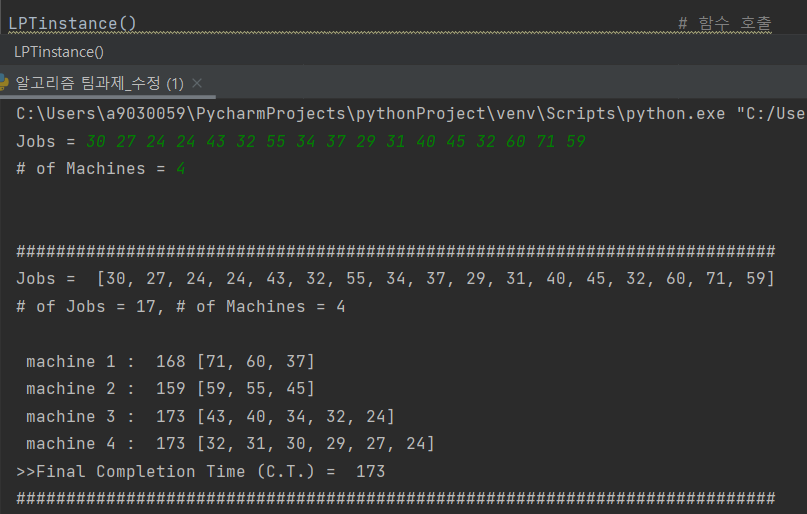 LPTinstance() # 함수 호출
LPTinstance()
알고리즘 팀과제_수정 (1) ×
C:\Users\a9030059\PycharmProjects\pythonProject\venv\Scripts\python.exe "C:/Use
Jobs = 30 27 24 24 43 32 55 34 37 29 31 40 45 32 60 71 59
# of Machines = 4
############################################################################
Jobs =  [30, 27, 24, 24, 43, 32, 55, 34, 37, 29, 31, 40, 45, 32, 60, 71, 59]
# of Jobs = 17, # of Machines = 4
machine 1 :  168 [71, 60, 37]
machine 2 :  159 [59, 55, 45]
machine 3 :  173 [43, 40, 34, 32, 24]
machine 4 :  173 [32, 31, 30, 29, 27, 24]
>>Final Completion Time (C.T.) =  173
############################################################################